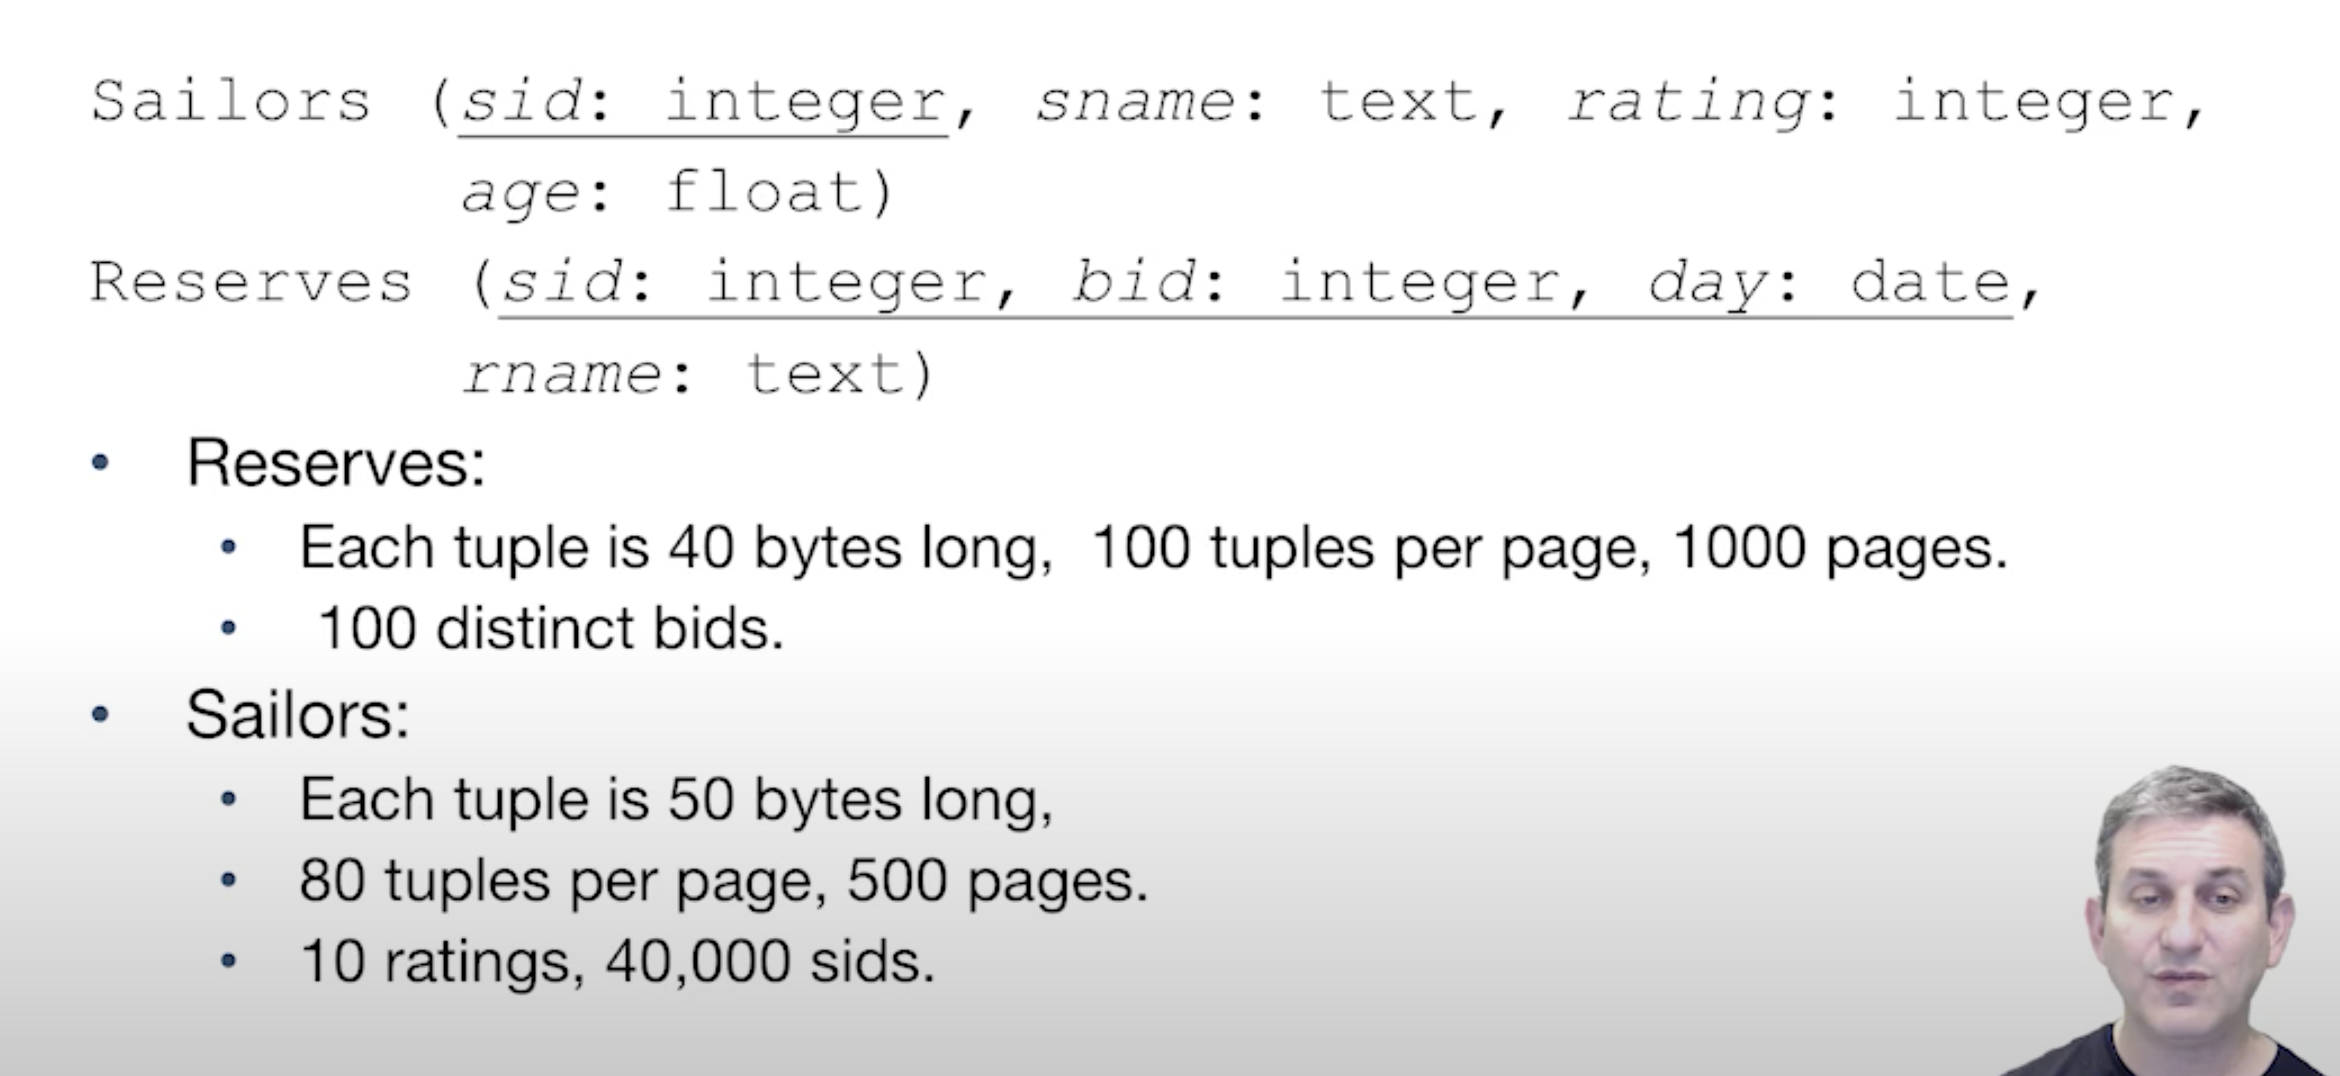 Sailors (sid: integer, sname: text, rating: integer,
age: float)
Reserves (sid: integer, bid: integer, day: date,
rname: text)
• Reserves:
• Each tuple is 40 bytes long, 100 tuples per page, 1000 pages.
• 100 distinct bids.
• Sailors:
• Each tuple is 50 bytes long,
• 80 tuples per page, 500 pages.
• 10 ratings, 40,000 sids.